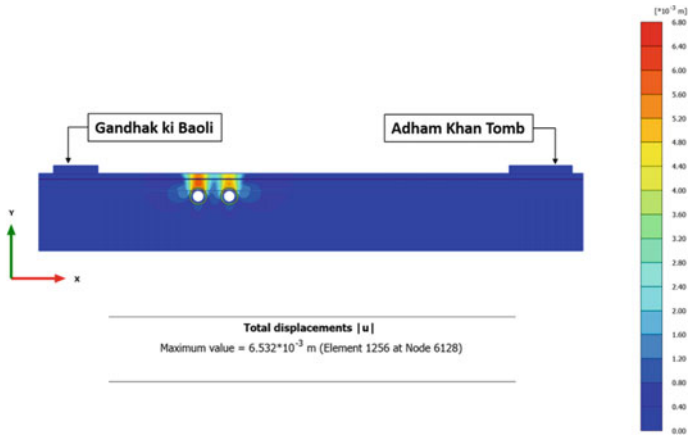 [*10⁻³ m]
6.80
6.40
6.00
5.60
5.20
4.80
4.40
4.00
3.60
3.20
2.80
2.40
2.00
1.60
1.20
0.80
0.40
0.00
Gandhak ki Baoli
Adham Khan Tomb
Y
X
Total displacements |u|
Maximum value = 6.532*10⁻³ m (Element 1256 at Node 6128)